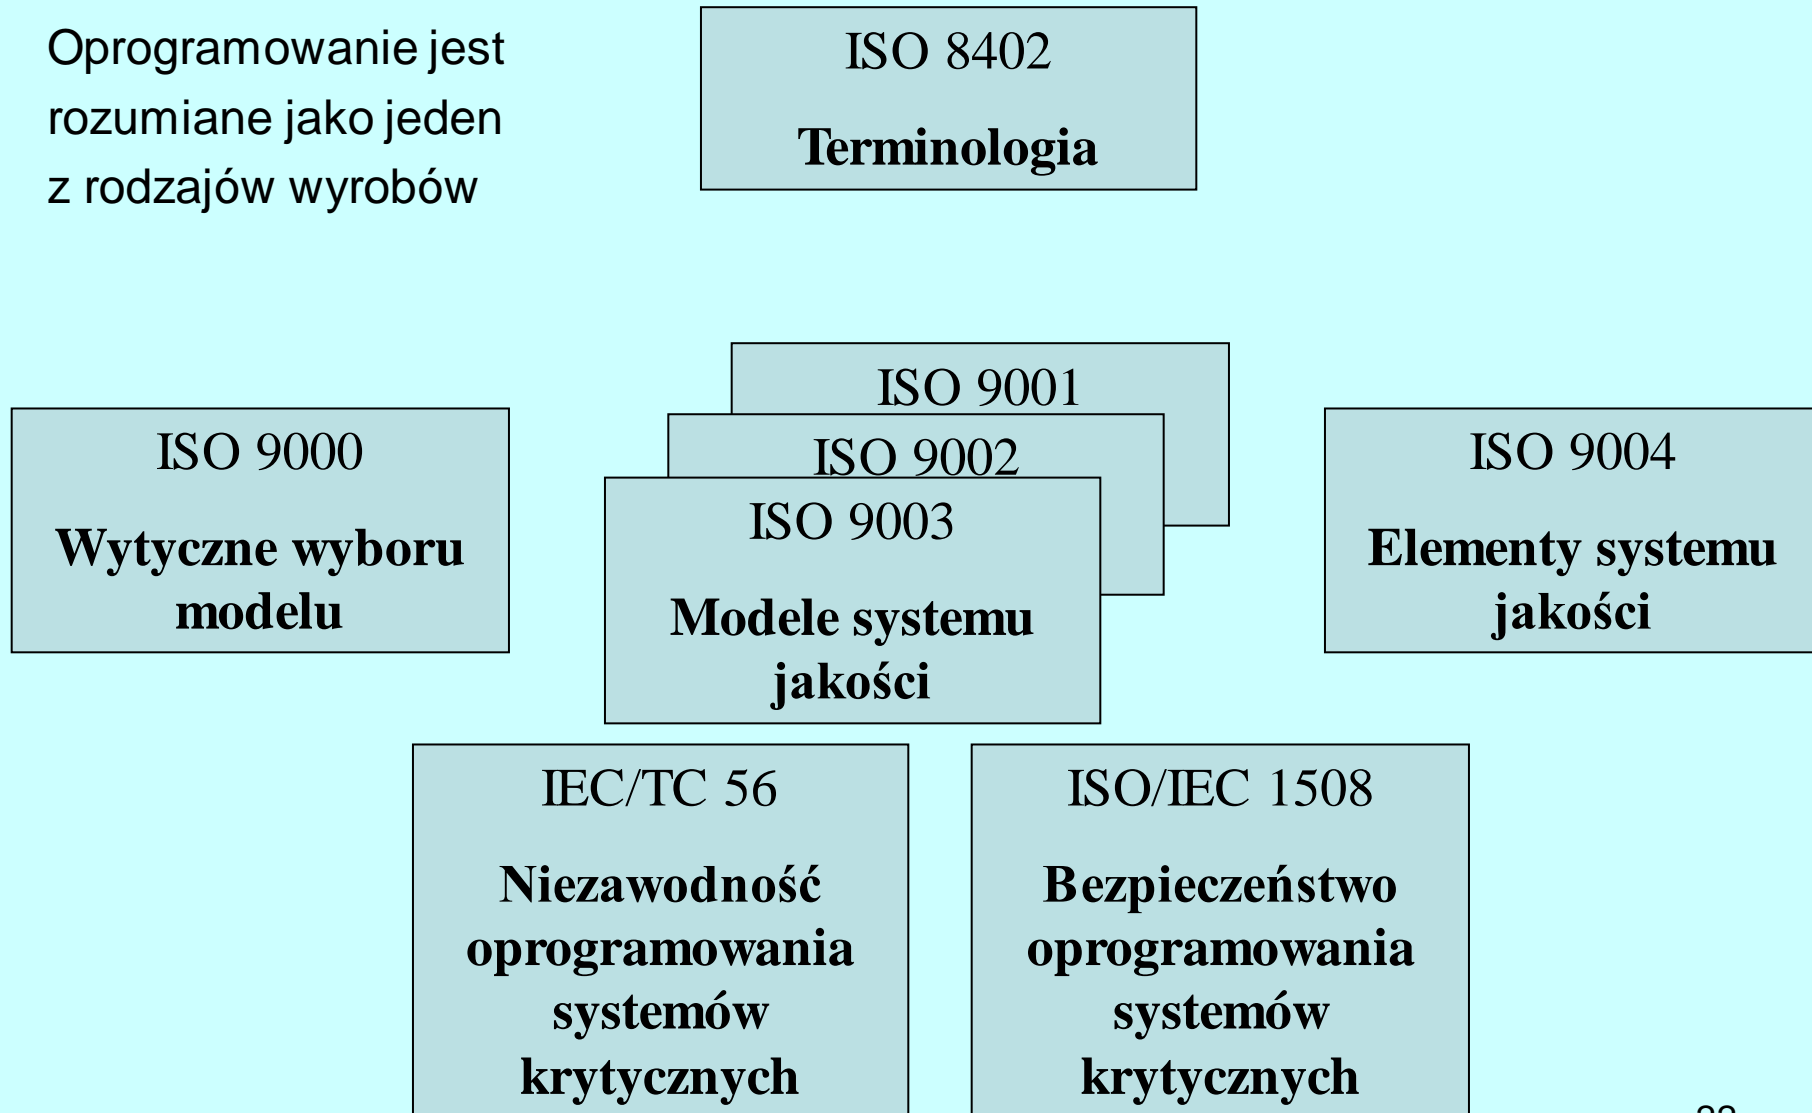 Oprogramowanie jest
rozumiane jako jeden
z rodzajów wyrobów
ISO 8402
Terminologia
ISO 9000
Wytyczne wyboru
modelu
ISO 9001
ISO 9002
ISO 9003
Modele systemu
jakości
ISO 9004
Elementy systemu
jakości
IEC/TC 56
Niezawodność
oprogramowania
systemów
krytycznych
ISO/IEC 1508
Bezpieczeństwo
oprogramowania
systemów
krytycznych